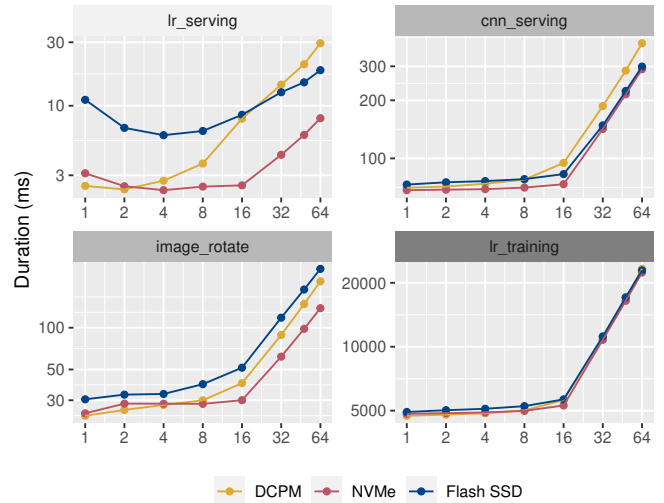 lr_serving
cnn_serving
30
10
3
300
200
100
1 2 4 8 16 32 64
1 2 4 8 16 32 64
Duration (ms)
image_rotate
lr_training
100
50
30
20000
10000
5000
1 2 4 8 16 32 64
1 2 4 8 16 32 64
DCPM NVMe Flash SSD